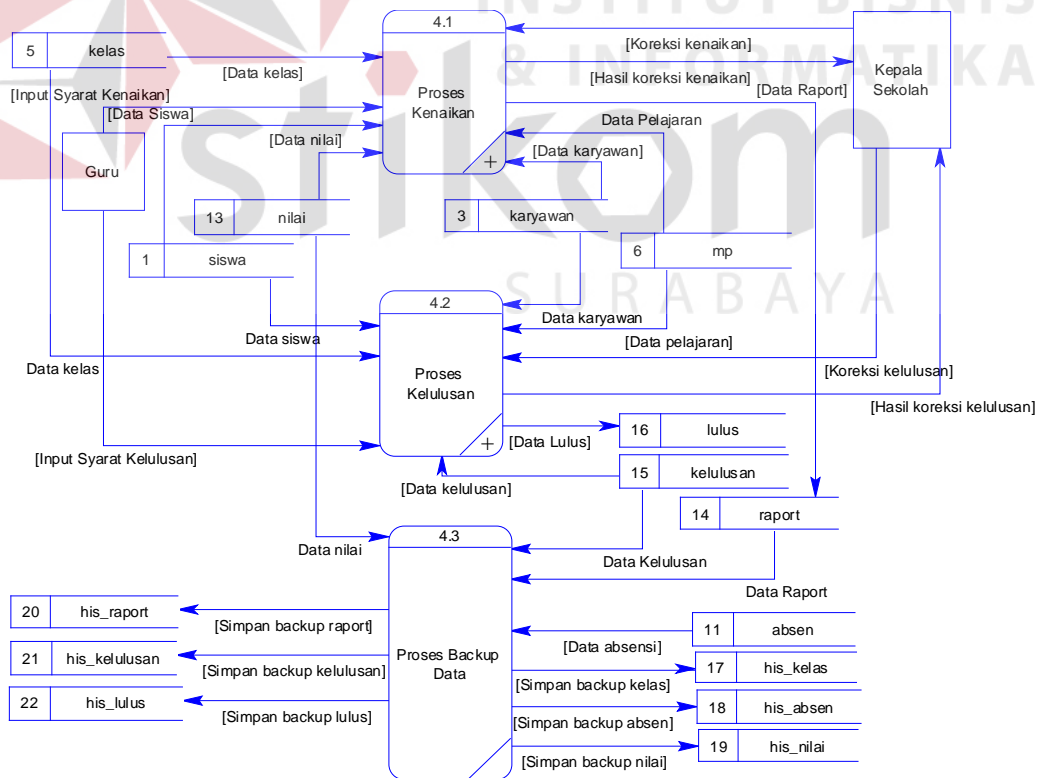 INSTITUT BISNIS
& INFORMATIKA
stikom
SURABAYA
4.1
Proses
Kenaikan
+
5 kelas
[Data kelas]
[Koreksi kenaikan]
[Hasil koreksi kenaikan]
Kepala
Sekolah
[Input Syarat Kenaikan]
[Data Siswa]
[Data Raport]
Data Pelajaran
[Data nilai]
[Data karyawan]
Guru
13 nilai
3 karyawan
1 siswa
6 mp
4.2
Proses
Kelulusan
+
Data siswa
Data karyawan
[Data pelajaran]
Data kelas
[Koreksi kelulusan]
[Hasil koreksi kelulusan]
[Data Lulus]
16 lulus
[Input Syarat Kelulusan]
15 kelulusan
[Data kelulusan]
14 raport
4.3
Proses Backup
Data
Data nilai
Data Kelulusan
Data Raport
20 his_raport
[Simpan backup raport]
11 absen
[Data absensi]
21 his_kelulusan
[Simpan backup kelulusan]
17 his_kelas
[Simpan backup kelas]
22 his_lulus
[Simpan backup lulus]
18 his_absen
[Simpan backup absen]
19 his_nilai
[Simpan backup nilai]